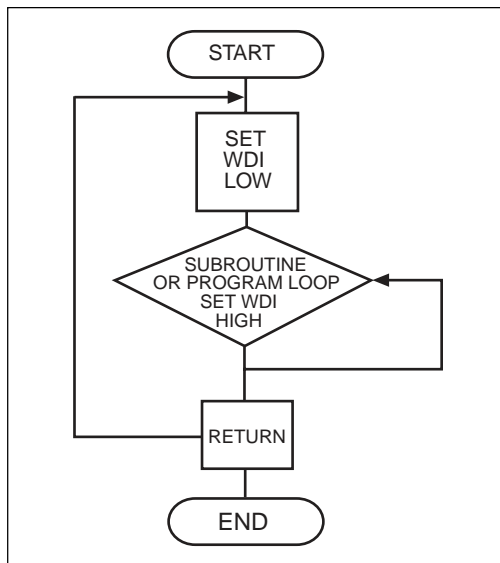 START
SET
WDI
LOW
SUBROUTINE
OR PROGRAM LOOP
SET WDI
HIGH
RETURN
END